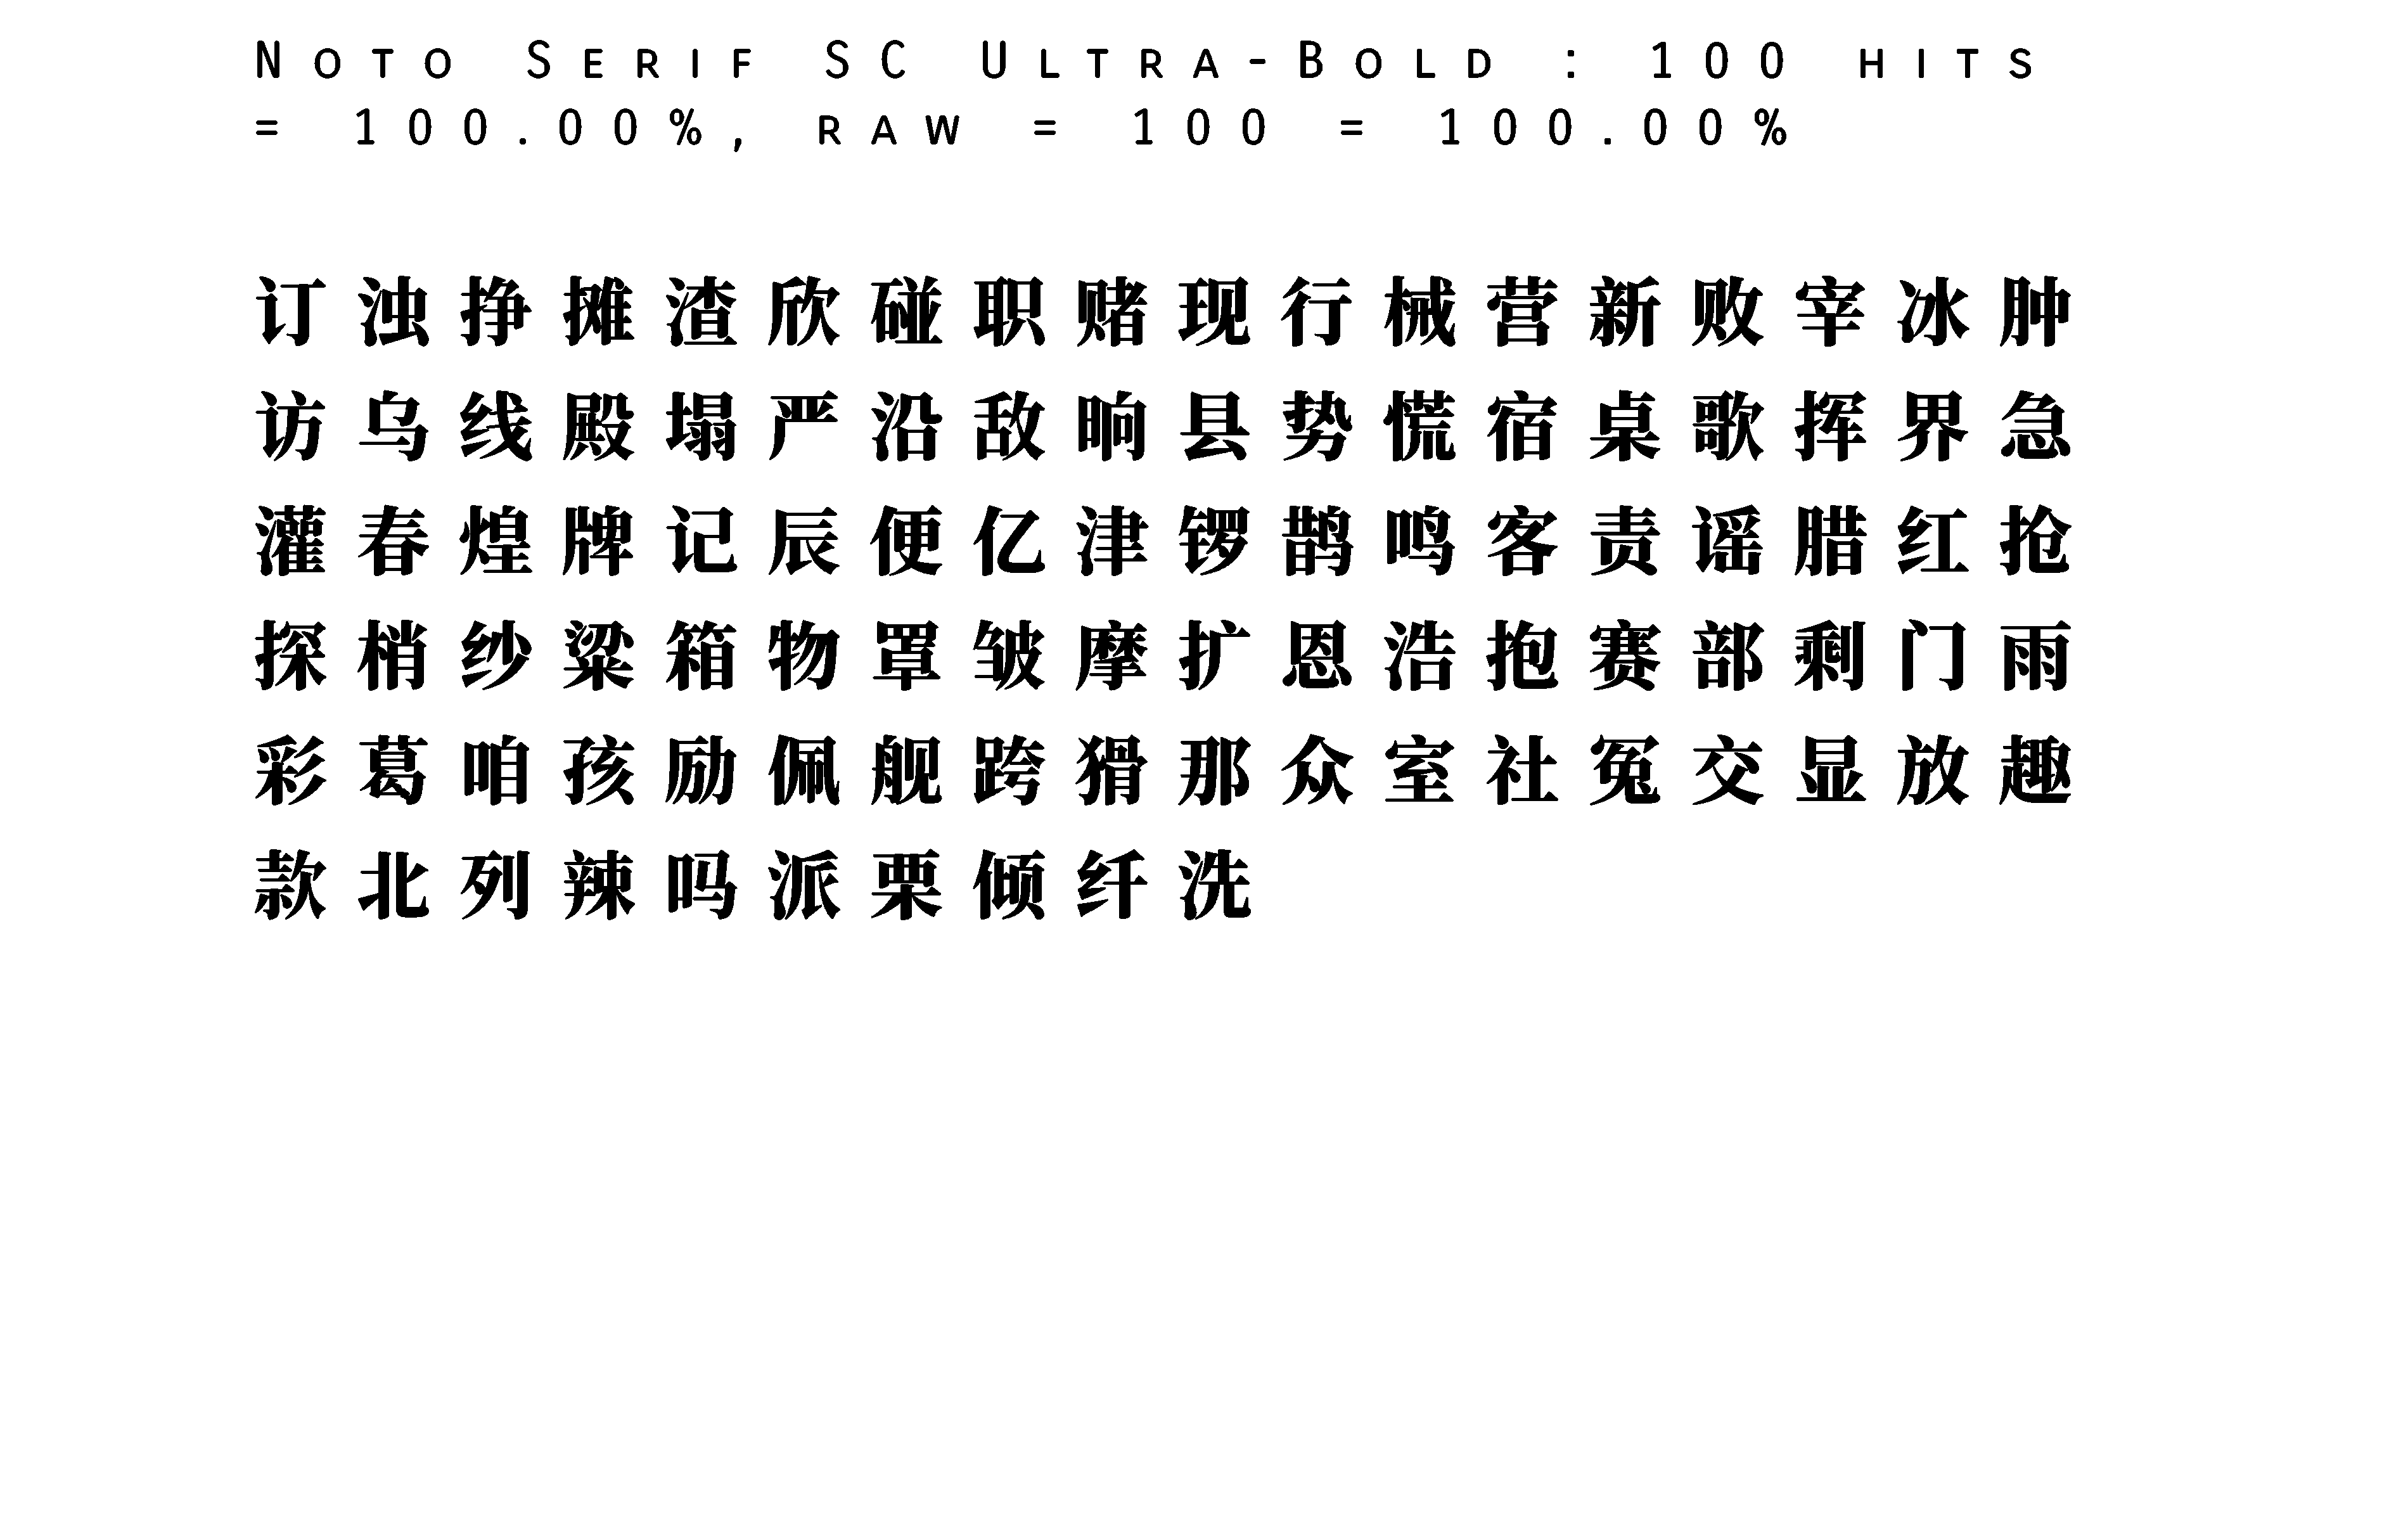 Noto Serif SC Ultra-Bold : 100 hits
= 100.00%, raw = 100 = 100.00%
订浊挣摊渣欣碰职赌现行械营新败宰冰肿
访乌线殿塌严沿敌晌县势慌宿桌歌挥界急
灌春煌牌记辰便亿津锣鹊鸣客责谣腊红抢
探梢纱粱箱物罩皱摩扩恩浩抱赛部剩门雨
彩葛咱孩励佩舰跨猾那众室社冤交显放趣
款北列辣吗派栗倾纤洗